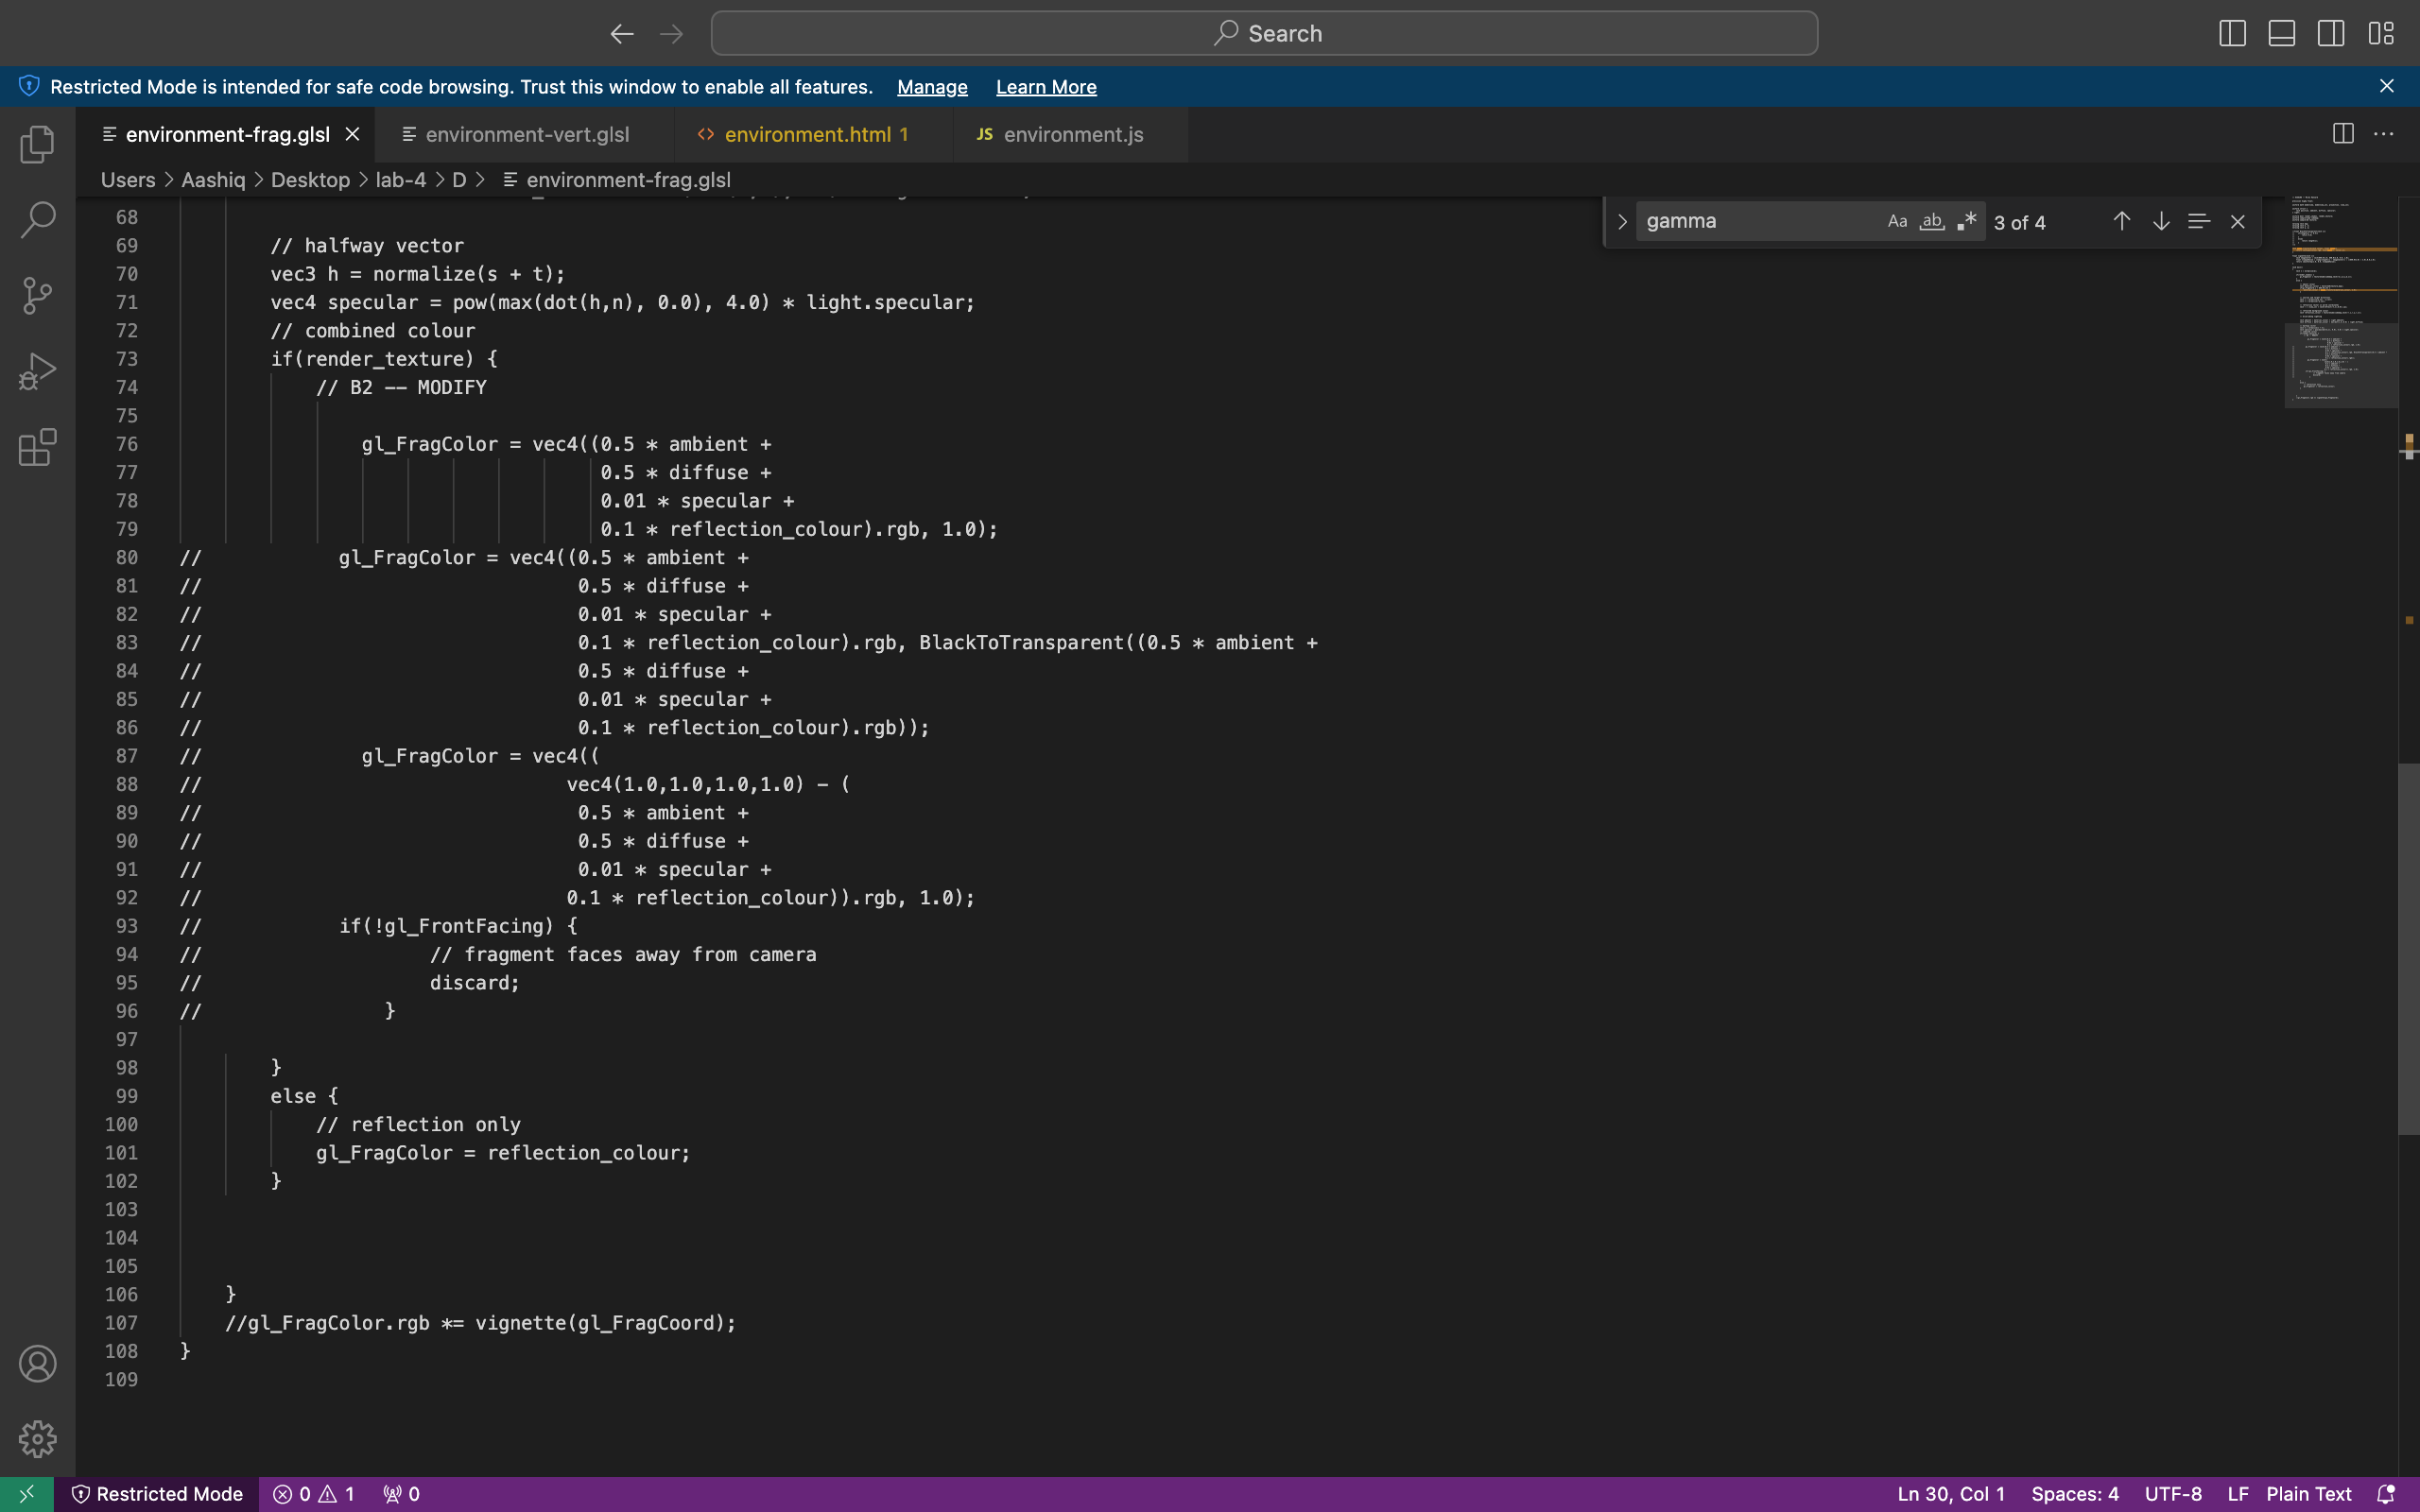 Search
Restricted Mode is intended for safe code browsing. Trust this window to enable all features. Manage Learn More
environment-frag.glsl environment-vert.glsl environment.html 1 JS environment.js
Users > Aashiq > Desktop > lab-4 > D > environment-frag.glsl
gamma Aa ab .* 3 of 4
68
69 // halfway vector
70 vec3 h = normalize(s + t);
71 vec4 specular = pow(max(dot(h,n), 0.0), 4.0) * light.specular;
72 // combined colour
73 if(render_texture) {
74 // B2 -- MODIFY
75
76 gl_FragColor = vec4((0.5 * ambient +
77 0.5 * diffuse +
78 0.01 * specular +
79 0.1 * reflection_colour).rgb, 1.0);
80 // gl_FragColor = vec4((0.5 * ambient +
81 // 0.5 * diffuse +
82 // 0.01 * specular +
83 // 0.1 * reflection_colour).rgb, BlackToTransparent((0.5 * ambient +
84 // 0.5 * diffuse +
85 // 0.01 * specular +
86 // 0.1 * reflection_colour).rgb));
87 // gl_FragColor = vec4((
88 // vec4(1.0,1.0,1.0,1.0) - (
89 // 0.5 * ambient +
90 // 0.5 * diffuse +
91 // 0.01 * specular +
92 // 0.1 * reflection_colour)).rgb, 1.0);
93 // if(!gl_FrontFacing) {
94 // // fragment faces away from camera
95 // discard;
96 // }
97
98 }
99 else {
100 // reflection only
101 gl_FragColor = reflection_colour;
102 }
103
104
105
106 }
107 //gl_FragColor.rgb *= vignette(gl_FragCoord);
108 }
109
Restricted Mode 0 1 0 Ln 30, Col 1 Spaces: 4 UTF-8 LF Plain Text